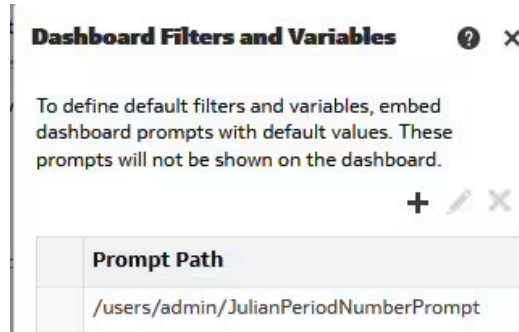 Dashboard Filters and Variables
To define default filters and variables, embed
dashboard prompts with default values. These
prompts will not be shown on the dashboard.
Prompt Path
/users/admin/JulianPeriodNumberPrompt